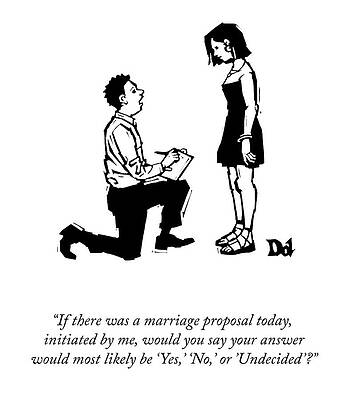 Dol
“If there was a marriage proposal today,
initiated by me, would you say your answer
would most likely be ‘Yes,’ ‘No,’ or ’Undecided’?”